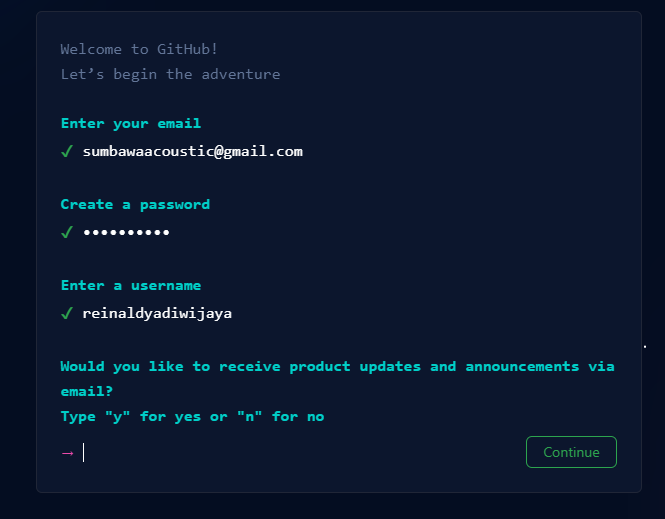 Welcome to GitHub!
Let’s begin the adventure
Enter your email
✓ sumbawaacoustic@gmail.com
Create a password
✓ ••••••••••
Enter a username
✓ reinaldyadiwijaya
Would you like to receive product updates and announcements via
email?
Type "y" for yes or "n" for no
→
Continue